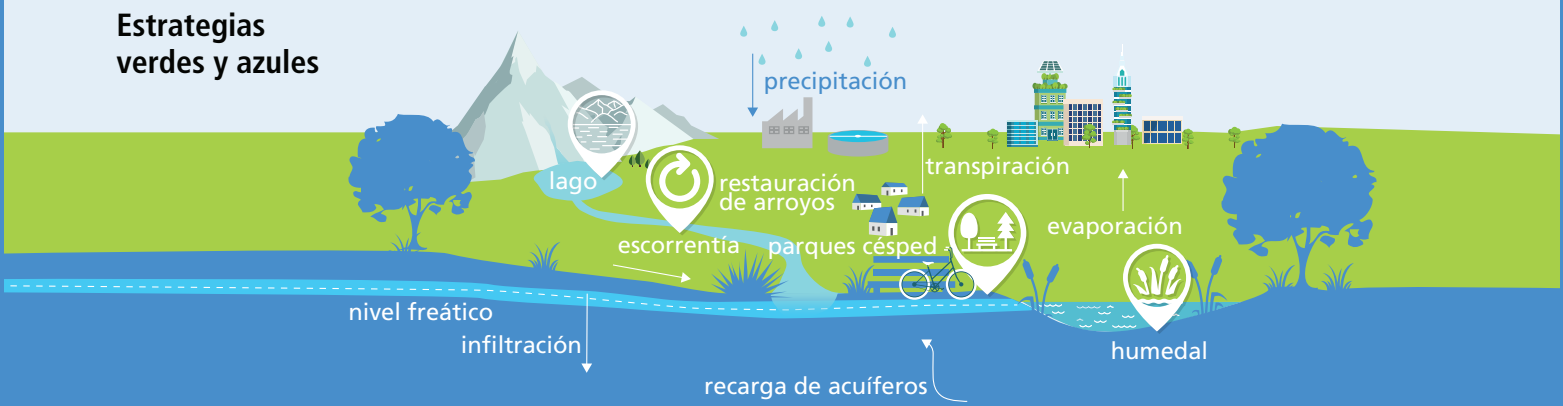 Estrategias
verdes y azules
precipitación
transpiración
lago
restauración
de arroyos
evaporación
escorrentía
parques césped
nivel freático
infiltración
humedal
recarga de acuíferos